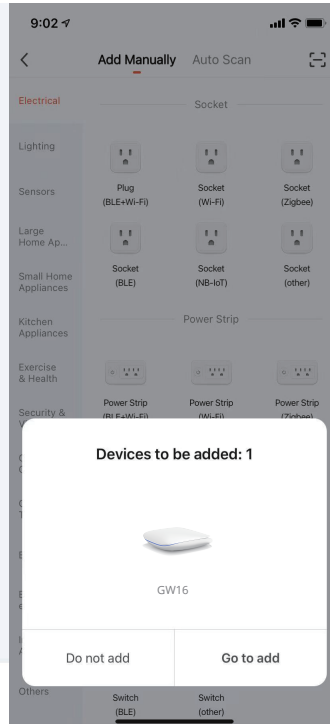 9:02
Add Manually Auto Scan
Electrical
Socket
Lighting
Plug Socket Socket
(BLE+Wi-Fi) (Wi-Fi) (Zigbee)
Sensors
Large
Home Ap...
Socket Socket Socket
(BLE) (NB-IoT) (other)
Small Home
Appliances
Power Strip
Kitchen
Appliances
Exercise
& Health
Power Strip Power Strip Power Strip
(BLE+Wi-Fi) (Wi-Fi) (Zigbee)
Security &
Devices to be added: 1
GW16
Do not add Go to add
Others
Switch Switch
(BLE) (other)